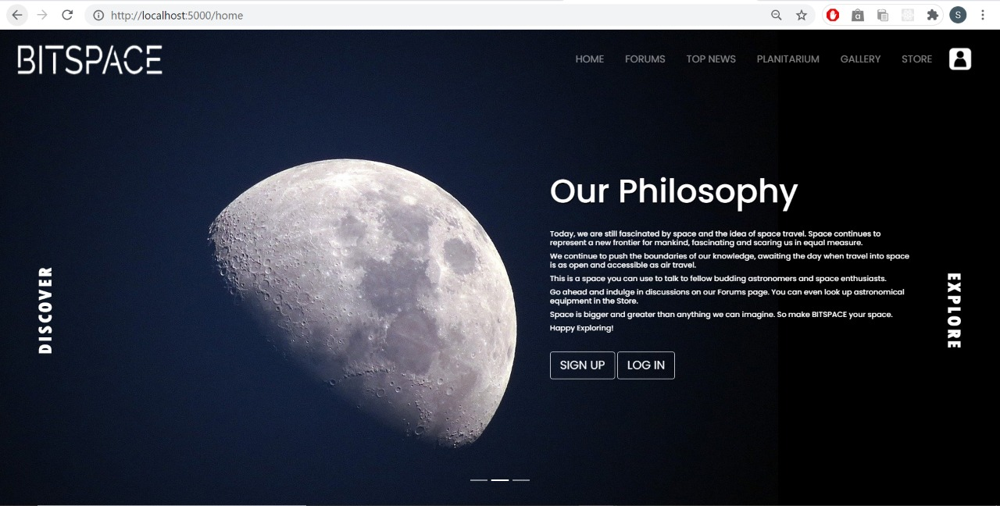 http://localhost:5000/home
S
BITSPACE
HOME FORUMS TOP NEWS PLANITARIUM GALLERY STORE
Our Philosophy
Today, we are still fascinated by space and the idea of space travel. Space continues to
represent a new frontier for mankind, fascinating and scaring us in equal measure.
We continue to push the boundaries of our knowledge, awaiting the day when travel into space
is as open and accessible as air travel.
This is a space you can use to talk to fellow budding astronomers and space enthusiasts.
Go ahead and indulge in discussions on our Forums page. You can even look up astronomical
equipment in the Store.
Space is bigger and greater than anything we can imagine. So make BITSPACE your space.
Happy Exploring!
SIGN UP LOG IN
DISCOVER
EXPLORE